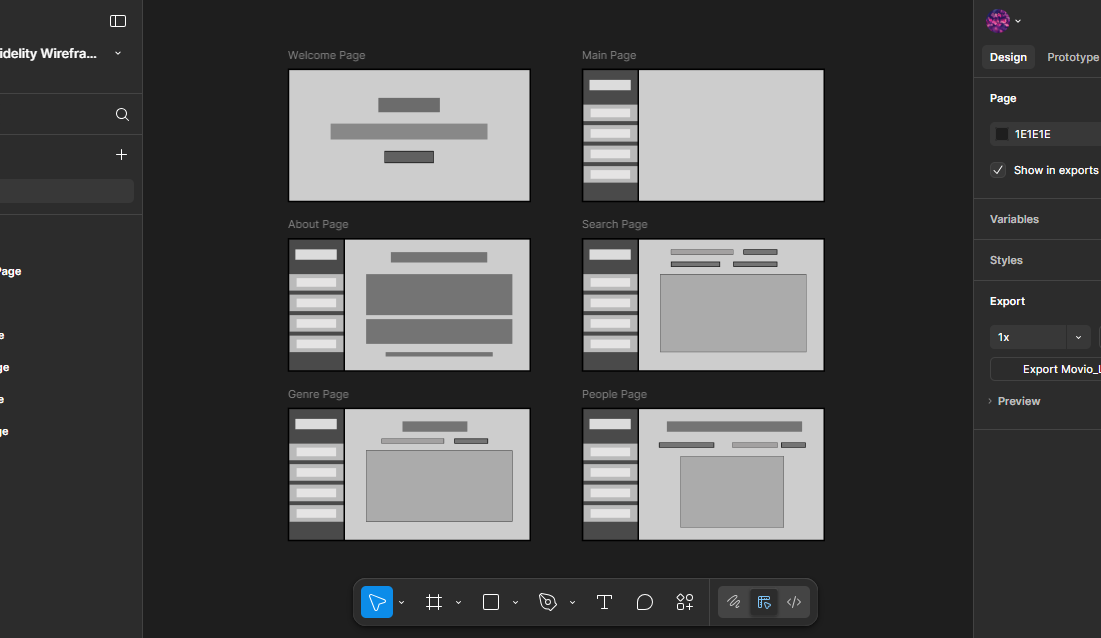 idelity Wirefra...
Page
e
ge
e
ge
Welcome Page
Main Page
About Page
Search Page
Genre Page
People Page
Design Prototype
Page
1E1E1E
Show in exports
Variables
Styles
Export
1x
Export Movio_L
Preview